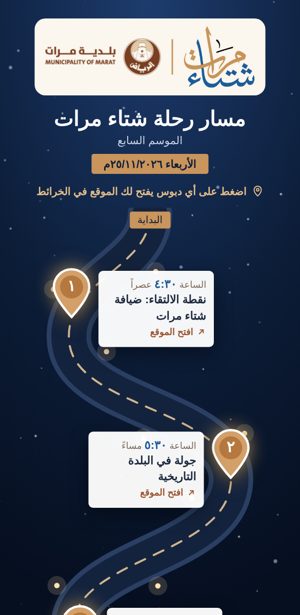 مرات
شتاء
الرياض
بلدية مرات
MUNICIPALITY OF MARAT
مسار رحلة شتاء مرات
الموسم السابع
الأربعاء ٢٥/١١/٢٠٢٦م
اضغط على أي دبوس يفتح لك الموقع في الخرائط
البداية
١
الساعة ٤:٣٠ عصراً
نقطة الالتقاء: ضيافة
شتاء مرات
افتح الموقع ↗
٢
الساعة ٥:٣٠ مساءً
جولة في البلدة
التاريخية
افتح الموقع ↗